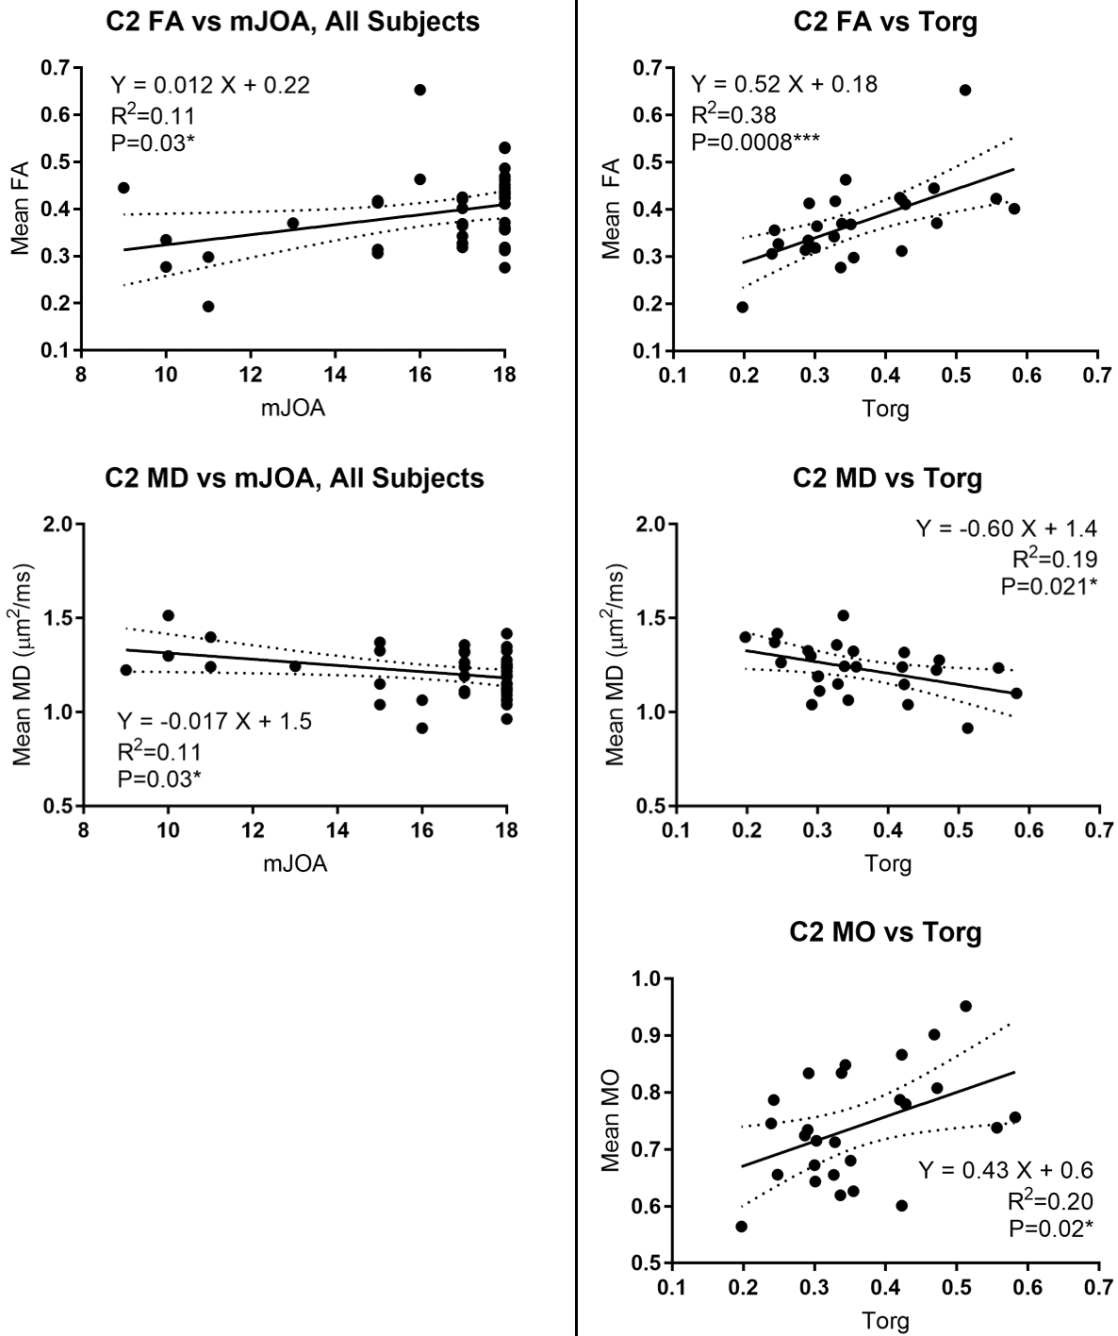 C2 FA vs mJOA, All Subjects
Y = 0.012 X + 0.22
R²=0.11
P=0.03*
Mean FA
0.7
0.6
0.5
0.4
0.3
0.2
0.1
8 10 12 14 16 18
mJOA
C2 FA vs Torg
Y = 0.52 X + 0.18
R²=0.38
P=0.0008***
Mean FA
0.7
0.6
0.5
0.4
0.3
0.2
0.1
0.1 0.2 0.3 0.4 0.5 0.6 0.7
Torg
C2 MD vs mJOA, All Subjects
Mean MD (μm²/ms)
2.0
1.5
1.0
0.5
Y = -0.017 X + 1.5
R²=0.11
P=0.03*
8 10 12 14 16 18
mJOA
C2 MD vs Torg
Y = -0.60 X + 1.4
R²=0.19
P=0.021*
Mean MD (μm²/ms)
2.0
1.5
1.0
0.5
0.1 0.2 0.3 0.4 0.5 0.6 0.7
Torg
C2 MO vs Torg
Mean MO
1.0
0.9
0.8
0.7
0.6
0.5
Y = 0.43 X + 0.6
R²=0.20
P=0.02*
0.1 0.2 0.3 0.4 0.5 0.6 0.7
Torg